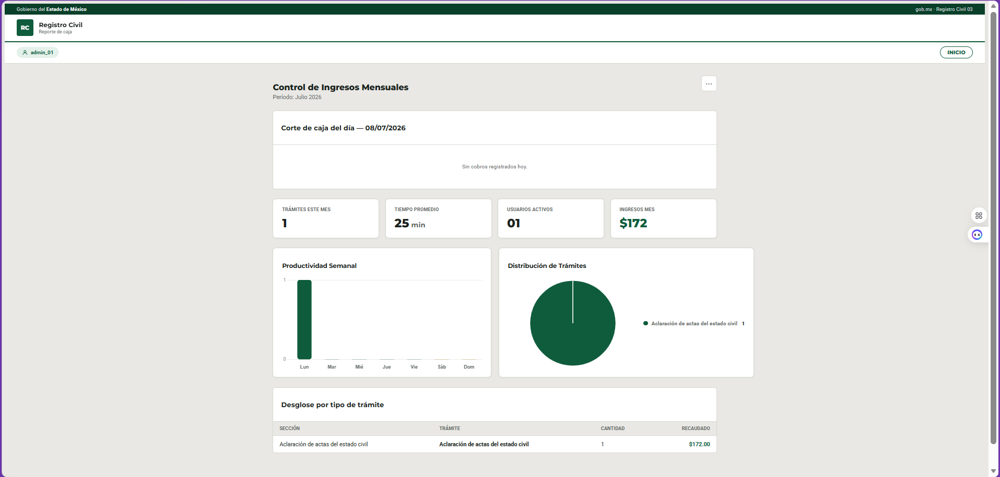 Gobierno del Estado de México
gob.mx · Registro Civil 03
RC
Registro Civil
Reporte de caja
admin_01
INICIO
Control de Ingresos Mensuales
Período: Julio 2026
...
Corte de caja del día — 08/07/2026
Sin cobros registrados hoy.
TRÁMITES ESTE MES
1
TIEMPO PROMEDIO
25 min
USUARIOS ACTIVOS
01
INGRESOS MES
$172
Productividad Semanal
1
0
Lun Mar Mié Jue Vie Sáb Dom
Distribución de Trámites
Aclaración de actas del estado civil 1
Desglose por tipo de trámite
SECCIÓN TRÁMITE CANTIDAD RECAUDADO
Aclaración de actas del estado civil Aclaración de actas del estado civil 1 $172.00